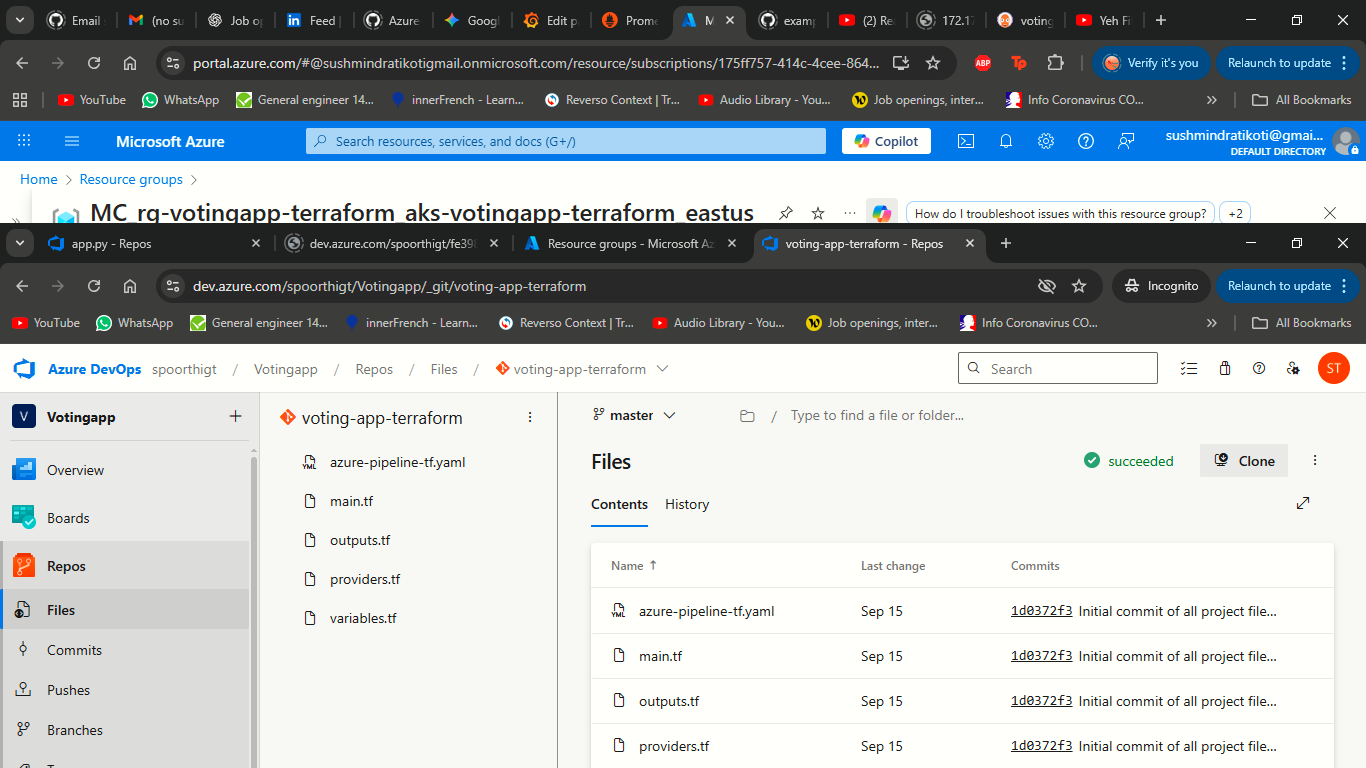 Email
(no su
Job op
Feed |
Azure
Googl
Edit p
Prome
M
examp
(2) Re
172.17
voting
Yeh Fi
portal.azure.com/#@sushmindratikotigmail.onmicrosoft.com/resource/subscriptions/175ff757-414c-4cee-864...
ABP
Verify it's you
Relaunch to update
YouTube
WhatsApp
General engineer 14...
innerFrench - Learn...
Reverso Context | Tr...
Audio Library - You...
Job openings, inter...
Info Coronavirus CO...
All Bookmarks
Microsoft Azure
Search resources, services, and docs (G+/)
Copilot
sushmindratikoti@gmai...
DEFAULT DIRECTORY
Home > Resource groups >
MC_rg-votingapp-terraform_aks-votingapp-terraform_eastus
How do I troubleshoot issues with this resource group?
+2
app.py - Repos
dev.azure.com/spoorthigt/fe398
Resource groups - Microsoft Az
voting-app-terraform - Repos
dev.azure.com/spoorthigt/Votingapp/_git/voting-app-terraform
Incognito
Relaunch to update
YouTube
WhatsApp
General engineer 14...
innerFrench - Learn...
Reverso Context | Tr...
Audio Library - You...
Job openings, inter...
Info Coronavirus CO...
All Bookmarks
Azure DevOps spoorthigt / Votingapp / Repos / Files / voting-app-terraform
Search
ST
V Votingapp
Overview
Boards
Repos
Files
Commits
Pushes
Branches
voting-app-terraform
azure-pipeline-tf.yaml
main.tf
outputs.tf
providers.tf
variables.tf
master
/ Type to find a file or folder...
Files
succeeded
Clone
Contents History
Name ↑ Last change Commits
azure-pipeline-tf.yaml Sep 15 1d0372f3 Initial commit of all project file...
main.tf Sep 15 1d0372f3 Initial commit of all project file...
outputs.tf Sep 15 1d0372f3 Initial commit of all project file...
providers.tf Sep 15 1d0372f3 Initial commit of all project file...